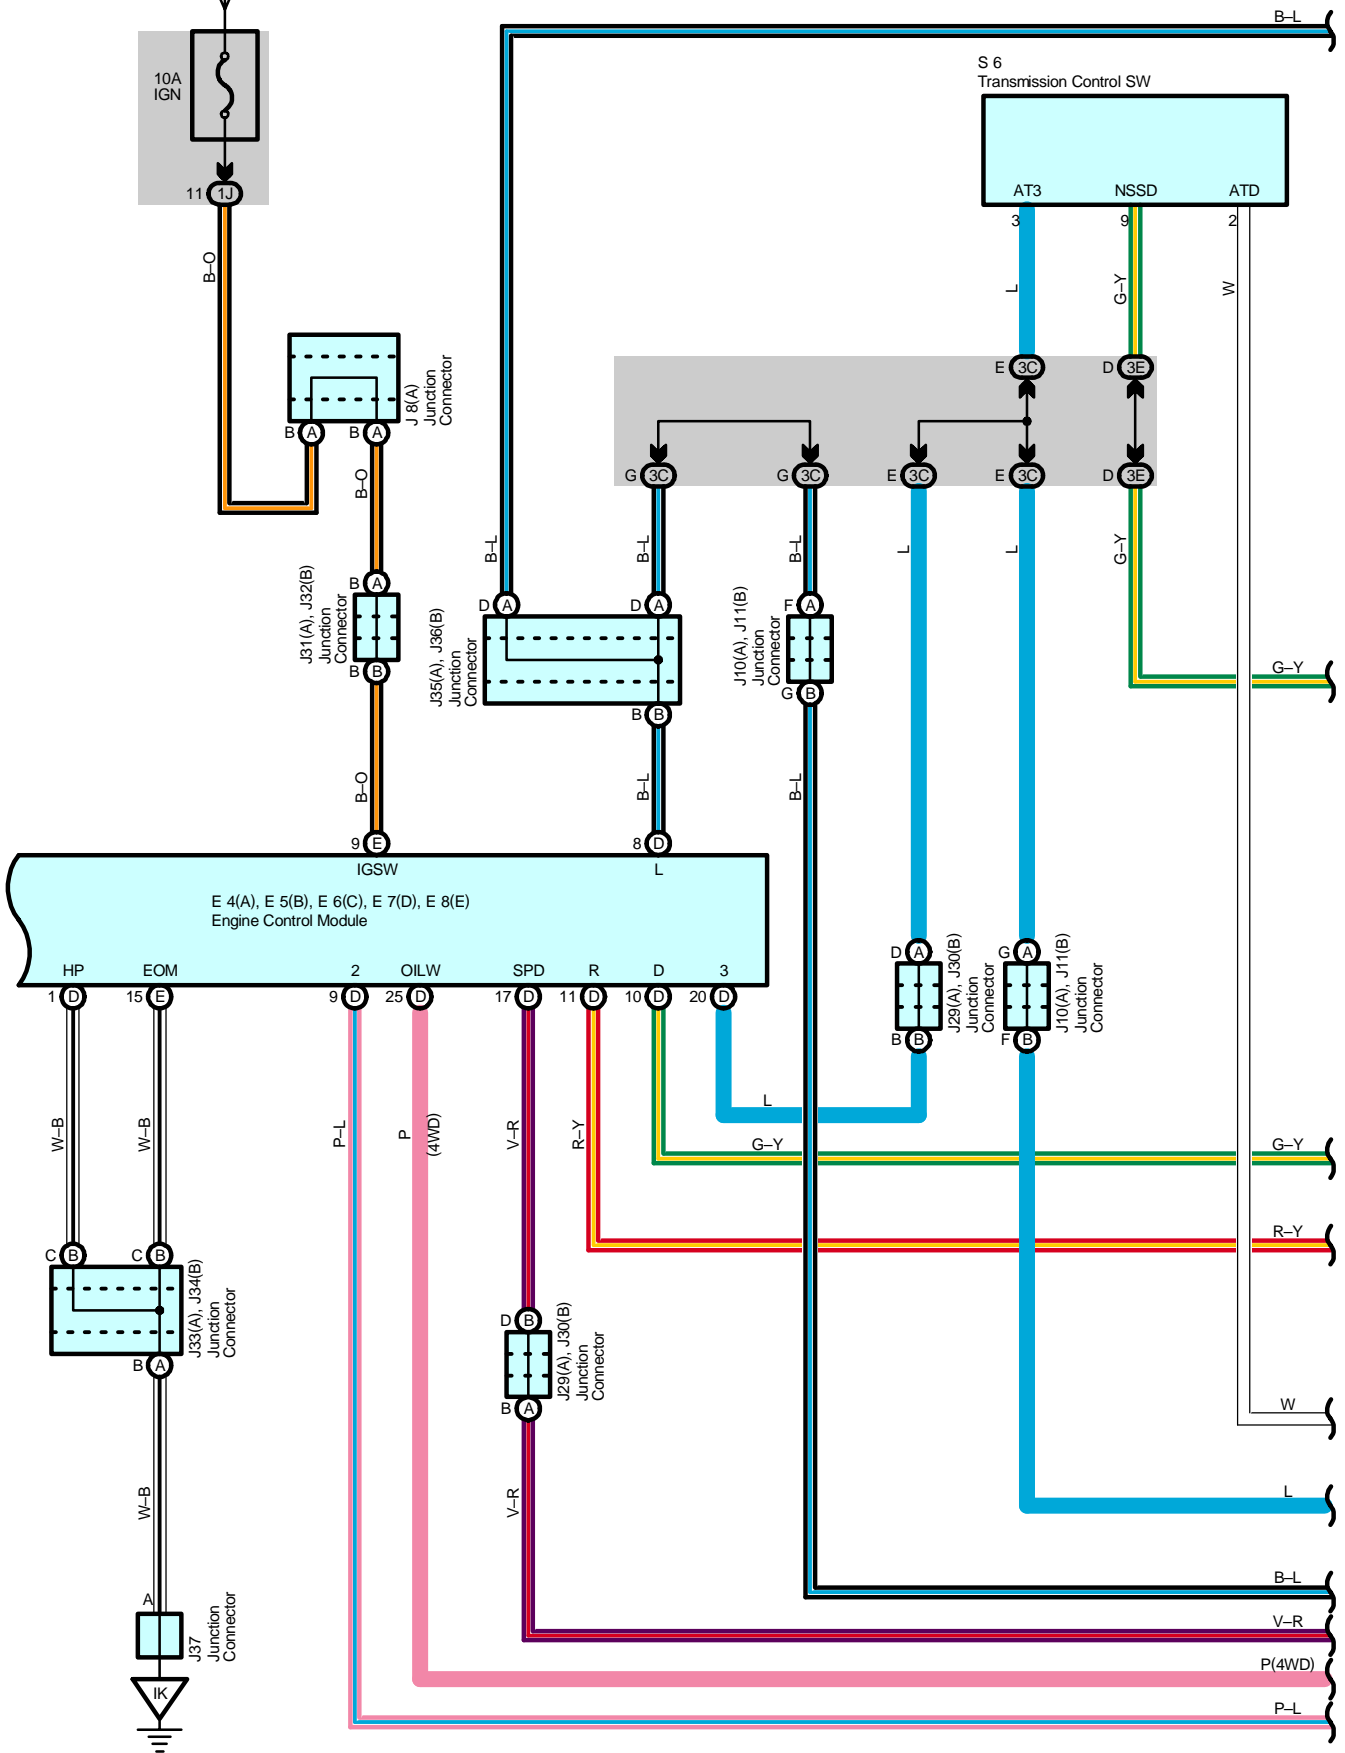 B–L
S 6
Transmission Control SW
10A
IGN
11 1J
AT3 NSSD ATD
3 9 2
B–O
L
G–Y
W
J 8(A)
Junction
Connector
B A B A
E 3C D 3E
G 3C G 3C E 3C E 3C D 3E
B–O
B–L
B–L
B–L
L
L
G–Y
B A
J31(A), J32(B)
Junction
Connector
B B
D A D A
J35(A), J36(B)
Junction
Connector
B B
F A
J10(A), J11(B)
Junction
Connector
G B
G–Y
B–O
B–L
B–L
9 E 8 D
IGSW L
E 4(A), E 5(B), E 6(C), E 7(D), E 8(E)
Engine Control Module
HP EOM 2 OILW SPD R D 3
1 D 15 E 9 D 25 D 17 D 11 D 10 D 20 D
D A
J29(A), J30(B)
Junction
Connector
B B
G A
J10(A), J11(B)
Junction
Connector
F B
L
W–B
W–B
P–L
P
(4WD)
V–R
R–Y
G–Y
G–Y
R–Y
C B C B
J33(A), J34(B)
Junction
Connector
B A
D B
J29(A), J30(B)
Junction
Connector
B A
W
W–B
V–R
L
A
J37
Junction
Connector
IK
B–L
V–R
P(4WD)
P–L